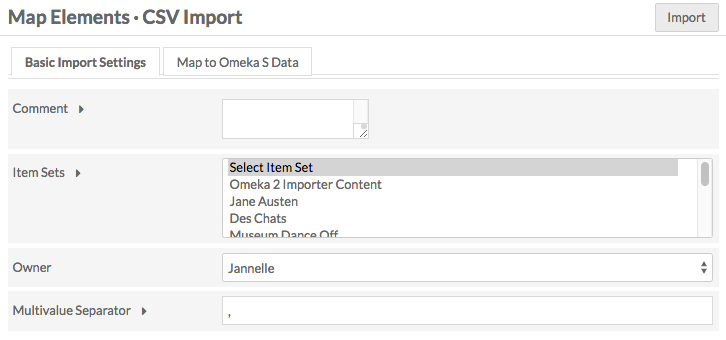 Map Elements · CSV Import
Import
Basic Import Settings
Map to Omeka S Data
Comment
Item Sets
Select Item Set
Omeka 2 Importer Content
Jane Austen
Des Chats
Museum Dance Off
Owner
Jannelle
Multivalue Separator
,